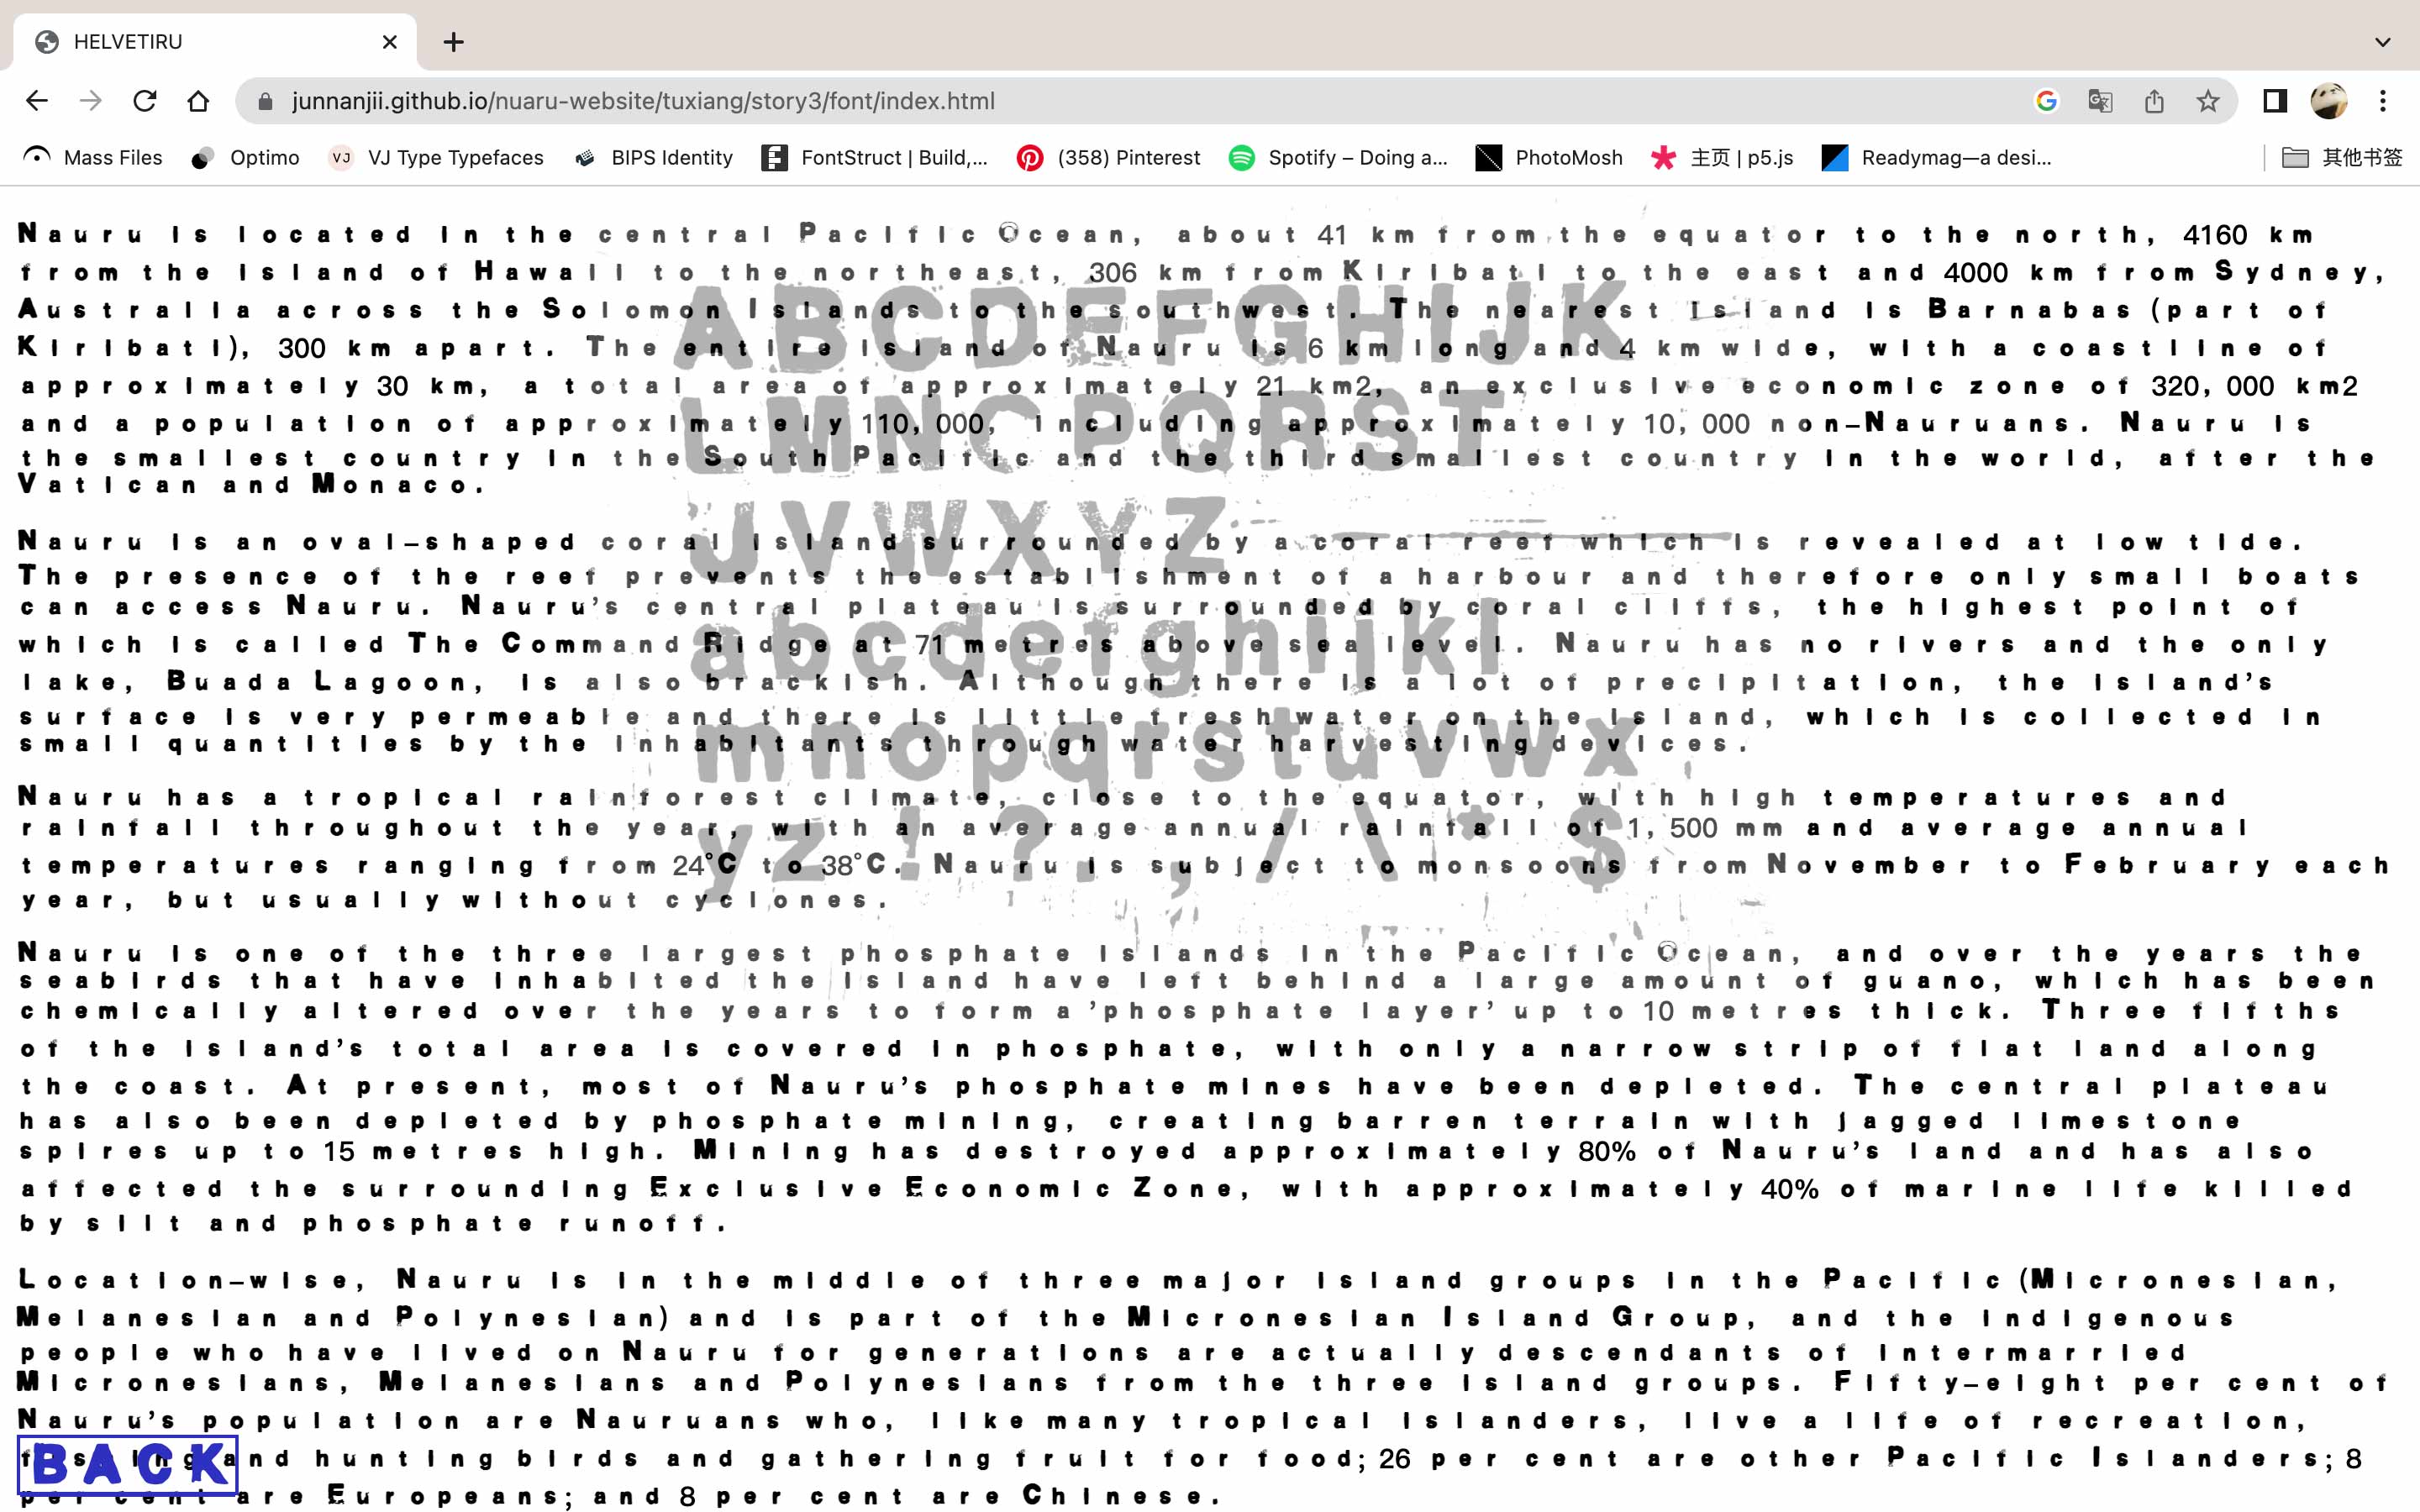 HELVETIRU
junnanjii.github.io/nuaru-website/tuxiang/story3/font/index.html
Mass Files
Optimo
VJ
VJ Type Typefaces
BIPS Identity
FontStruct | Build,...
(358) Pinterest
Spotify – Doing a...
PhotoMosh
主页 | p5.js
Readymag—a desi...
其他书签
Nauru is located in the central Pacific Ocean, about 41 km from the equator to the north, 4160 km
from the island of Hawaii to the northeast, 306 km from Kiribati to the east and 4000 km from Sydney,
Australia across the Solomon Islands to the southwest. The nearest island is Barnabas (part of
Kiribati), 300 km apart. The entire island of Nauru is 6 km long and 4 km wide, with a coastline of
approximately 30 km, a total area of approximately 21 km2, an exclusive economic zone of 320, 000 km2
and a population of approximately 110, 000, including approximately 10, 000 non-Nauruans. Nauru is
the smallest country in the South Pacific and the third smallest country in the world, after the
Vatican and Monaco.
Nauru is an oval-shaped coral island surrounded by a coral reef which is revealed at low tide.
The presence of the reef prevents the establishment of a harbour and therefore only small boats
can access Nauru. Nauru's central plateau is surrounded by coral cliffs, the highest point of
which is called The Command Ridge at 71 metres above sea level. Nauru has no rivers and the only
lake, Buada Lagoon, is also brackish. Although there is a lot of precipitation, the island's
surface is very permeable and there is little freshwater on the island, which is collected in
small quantities by the inhabitants through water harvesting devices.
Nauru has a tropical rainforest climate, close to the equator, with high temperatures and
rainfall throughout the year, with an average annual rainfall of 1, 500 mm and average annual
temperatures ranging from 24°C to 38°C. Nauru is subject to monsoons from November to February each
year, but usually without cyclones.
Nauru is one of the three largest phosphate islands in the Pacific Ocean, and over the years the
seabirds that have inhabited the island have left behind a large amount of guano, which has been
chemically altered over the years to form a 'phosphate layer' up to 10 metres thick. Three fifths
of the island's total area is covered in phosphate, with only a narrow strip of flat land along
the coast. At present, most of Nauru's phosphate mines have been depleted. The central plateau
has also been depleted by phosphate mining, creating barren terrain with jagged limestone
spires up to 15 metres high. Mining has destroyed approximately 80% of Nauru's land and has also
affected the surrounding Exclusive Economic Zone, with approximately 40% of marine life killed
by silt and phosphate runoff.
Location-wise, Nauru is in the middle of three major island groups in the Pacific (Micronesian,
Melanesian and Polynesian) and is part of the Micronesian Island Group, and the indigenous
people who have lived on Nauru for generations are actually descendants of intermarried
Micronesians, Melanesians and Polynesians from the three island groups. Fifty-eight per cent of
Nauru's population are Nauruans who, like many tropical islanders, live a life of recreation,
fishing and hunting birds and gathering fruit for food; 26 per cent are other Pacific Islanders; 8
per cent are Europeans; and 8 per cent are Chinese.
ABCDEFGHIJK
LMNCPQRST
JVWXYZ
abcdefghijkl
mnopqrstuvwx
yz!?.,/\|*-$
BACK